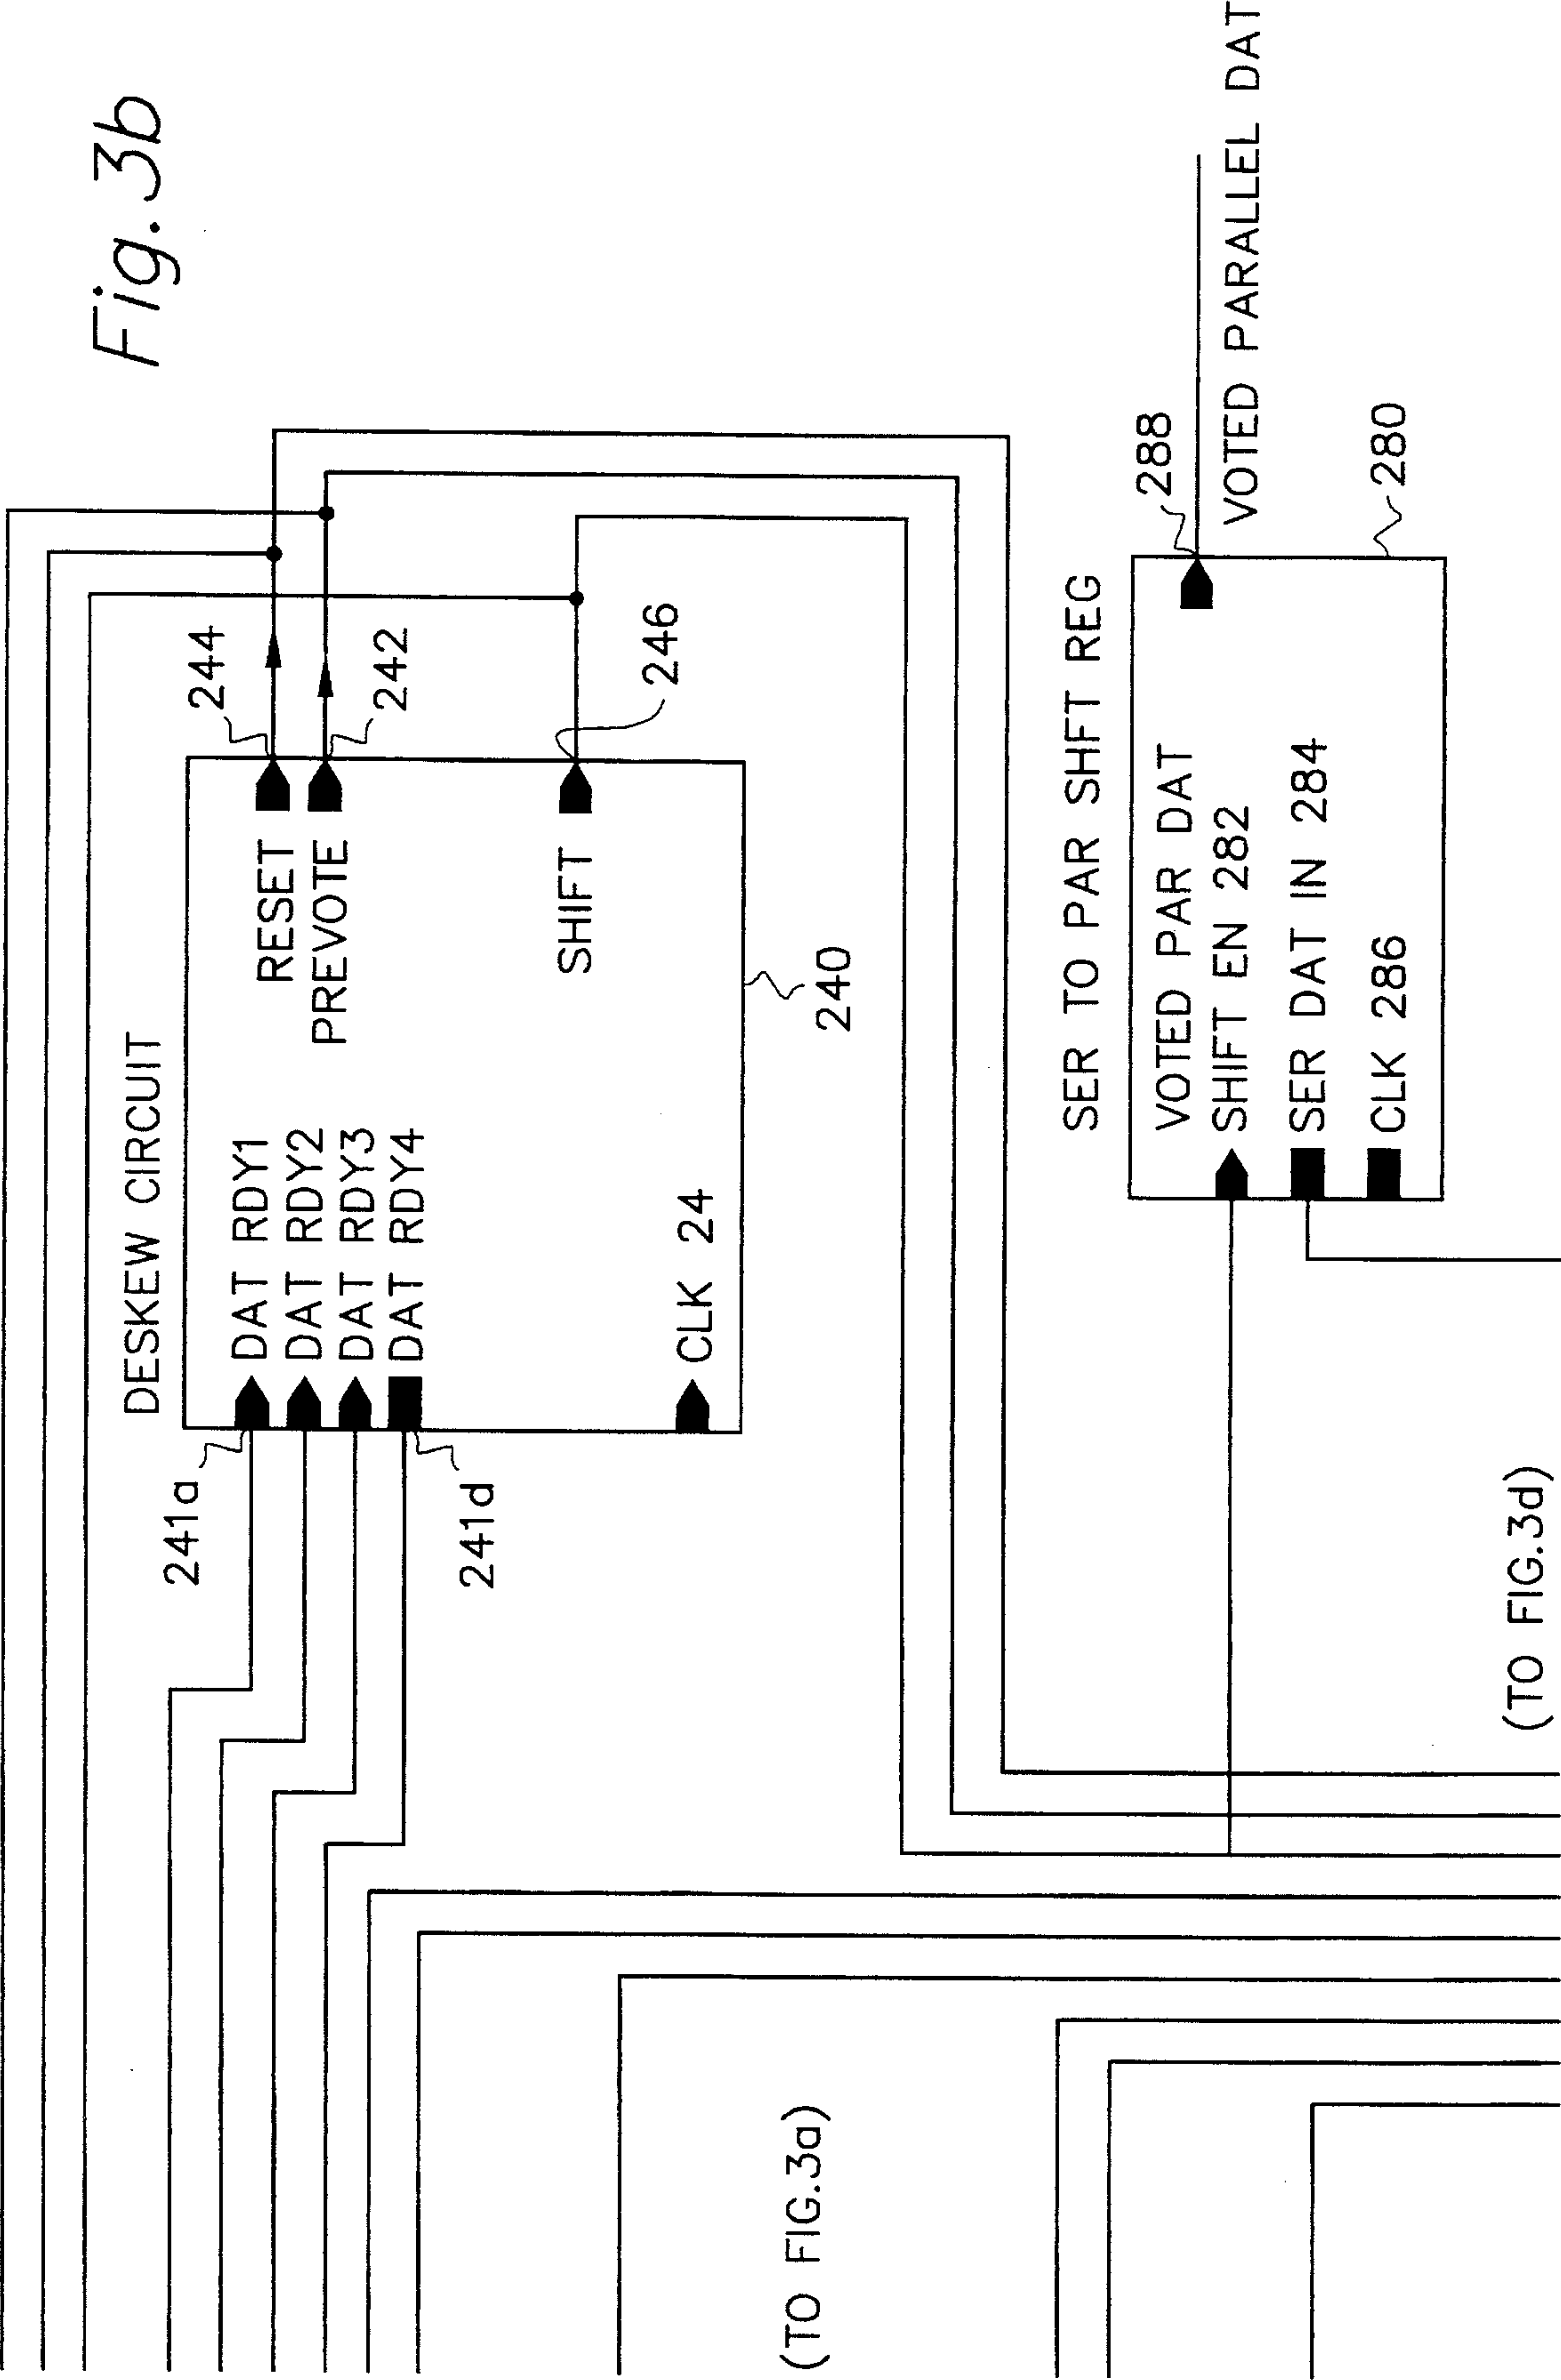 Fig. 3b
DESKEW CIRCUIT
241a
DAT RDY1
DAT RDY2
DAT RDY3
DAT RDY4
241d
CLK 24
RESET
PREVOTE
SHIFT
244
242
246
240
SER TO PAR SHFT REG
VOTED PAR DAT
SHIFT EN 282
SER DAT IN 284
CLK 286
288
VOTED PARALLEL DAT
280
(TO FIG.3a)
(TO FIG.3d)